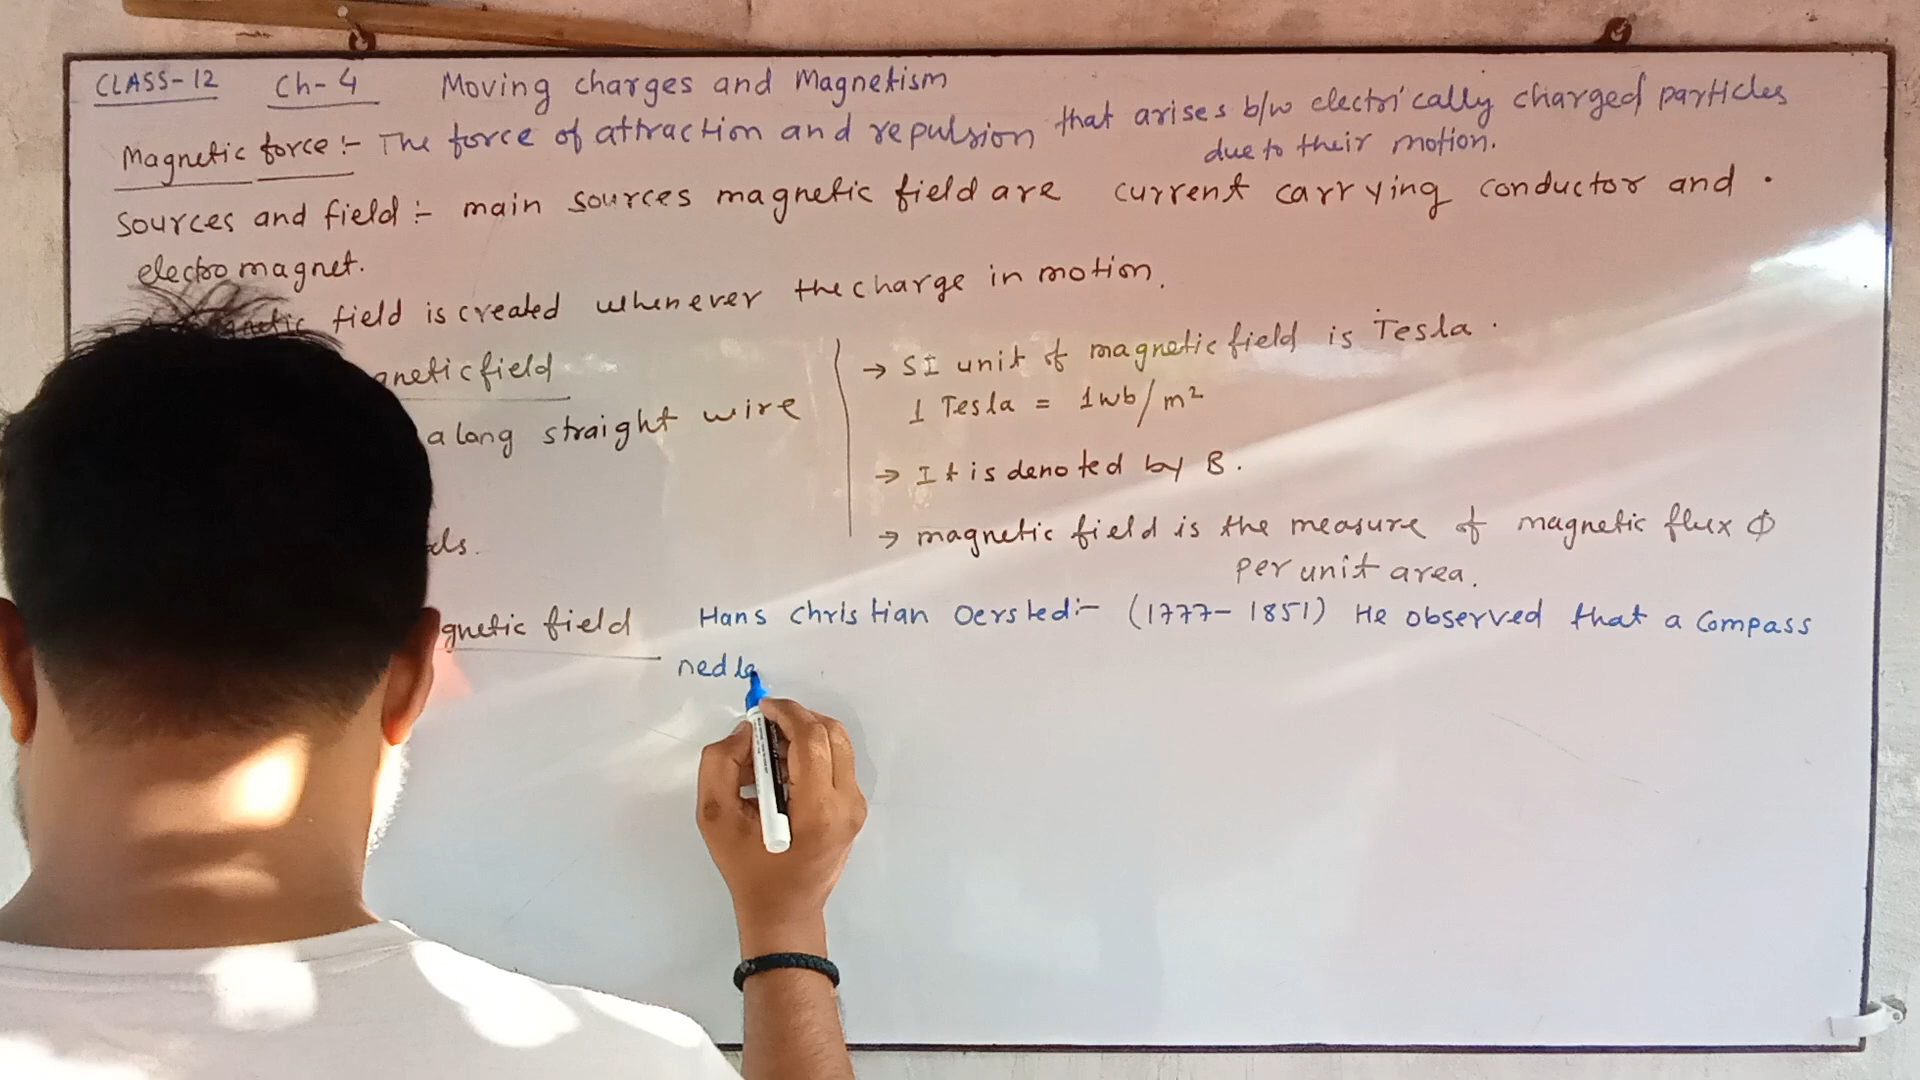 CLASS-12 Ch-4 Moving charges and Magnetism
Magnetic force :- The force of attraction and repulsion that arises b/w electrically charged particles
due to their motion.
sources and field :- main sources magnetic field are current carrying conductor and
electromagnet.
field is created whenever the charge in motion.
field
a long straight wire
magnetic field
→ SI unit of magnetic field is Tesla.
1 Tesla = 1wb/m²
→ It is denoted by B.
→ magnetic field is the measure of magnetic flux Φ
per unit area.
Hans Christian Oersted:- (1777-1851) He observed that a compass
nedle